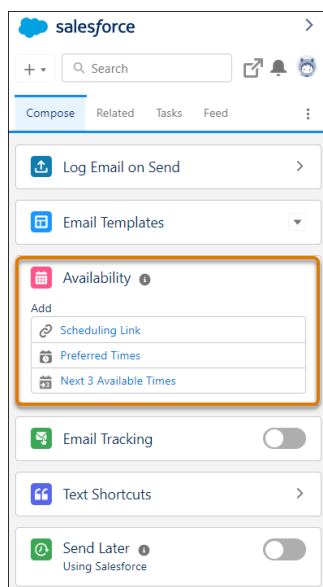 salesforce
Search
Compose Related Tasks Feed
Log Email on Send
Email Templates
Availability
Add
Scheduling Link
Preferred Times
Next 3 Available Times
Email Tracking
Text Shortcuts
Send Later
Using Salesforce